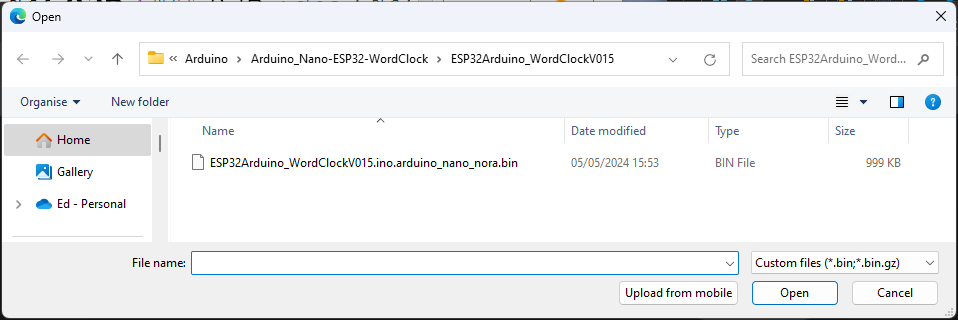 Open
Arduino
Arduino_Nano-ESP32-WordClock
ESP32Arduino_WordClockV015
Search ESP32Arduino_Word...
Organise
New folder
Name
Date modified
Type
Size
Home
Gallery
Ed - Personal
ESP32Arduino_WordClockV015.ino.arduino_nano_nora.bin
05/05/2024 15:53
BIN File
999 KB
File name:
Custom files (*.bin;*.bin.gz)
Upload from mobile
Open
Cancel